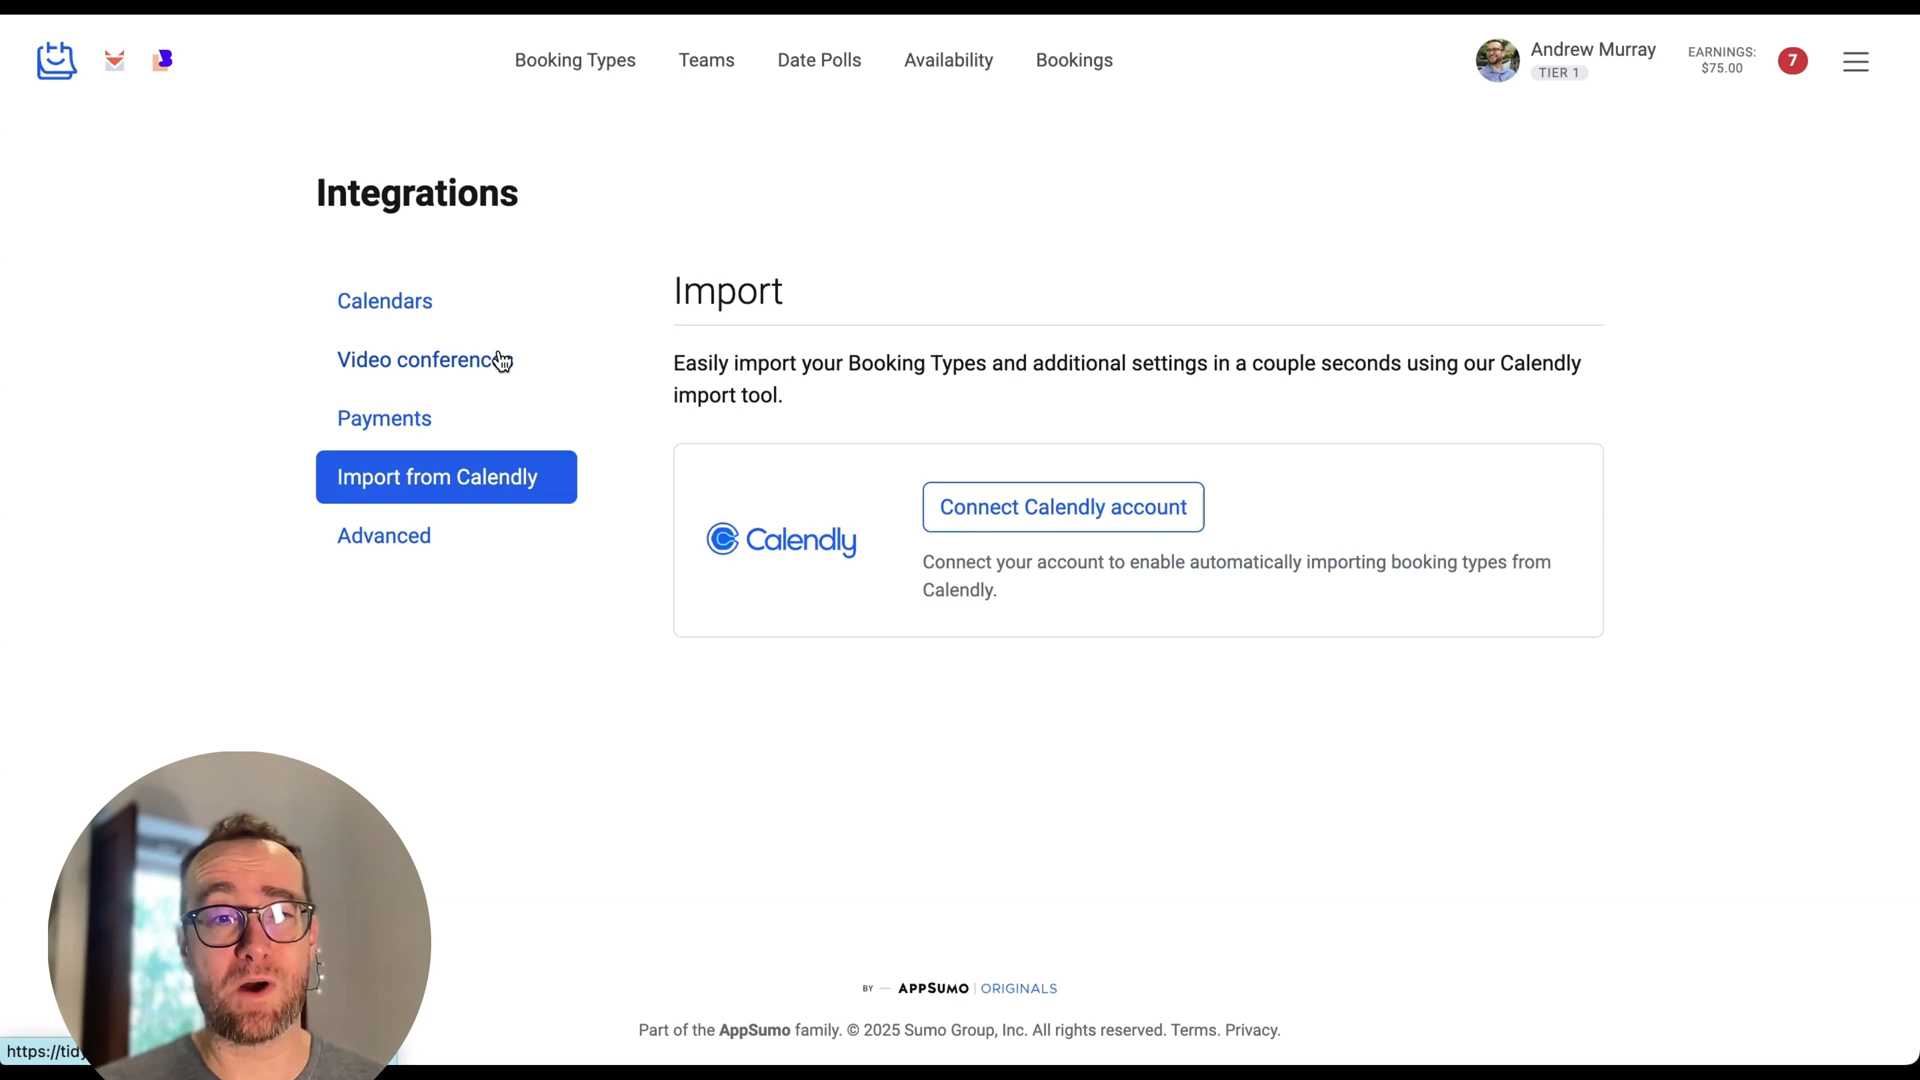 Booking Types
Teams
Date Polls
Availability
Bookings
Andrew Murray
TIER 1
EARNINGS:
$75.00
7
Integrations
Calendars
Video conferenc
Payments
Import from Calendly
Advanced
Import
Easily import your Booking Types and additional settings in a couple seconds using our Calendly
import tool.
Calendly
Connect Calendly account
Connect your account to enable automatically importing booking types from
Calendly.
BY — APPSUMO | ORIGINALS
Part of the AppSumo family. © 2025 Sumo Group, Inc. All rights reserved. Terms. Privacy.
https://tidy